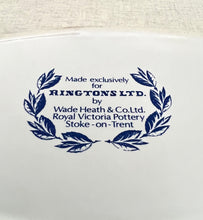 Made exclusively
for
RINGTONS LTD.
by
Wade Heath & Co.Ltd.
Royal Victoria Pottery
Stoke-on-Trent